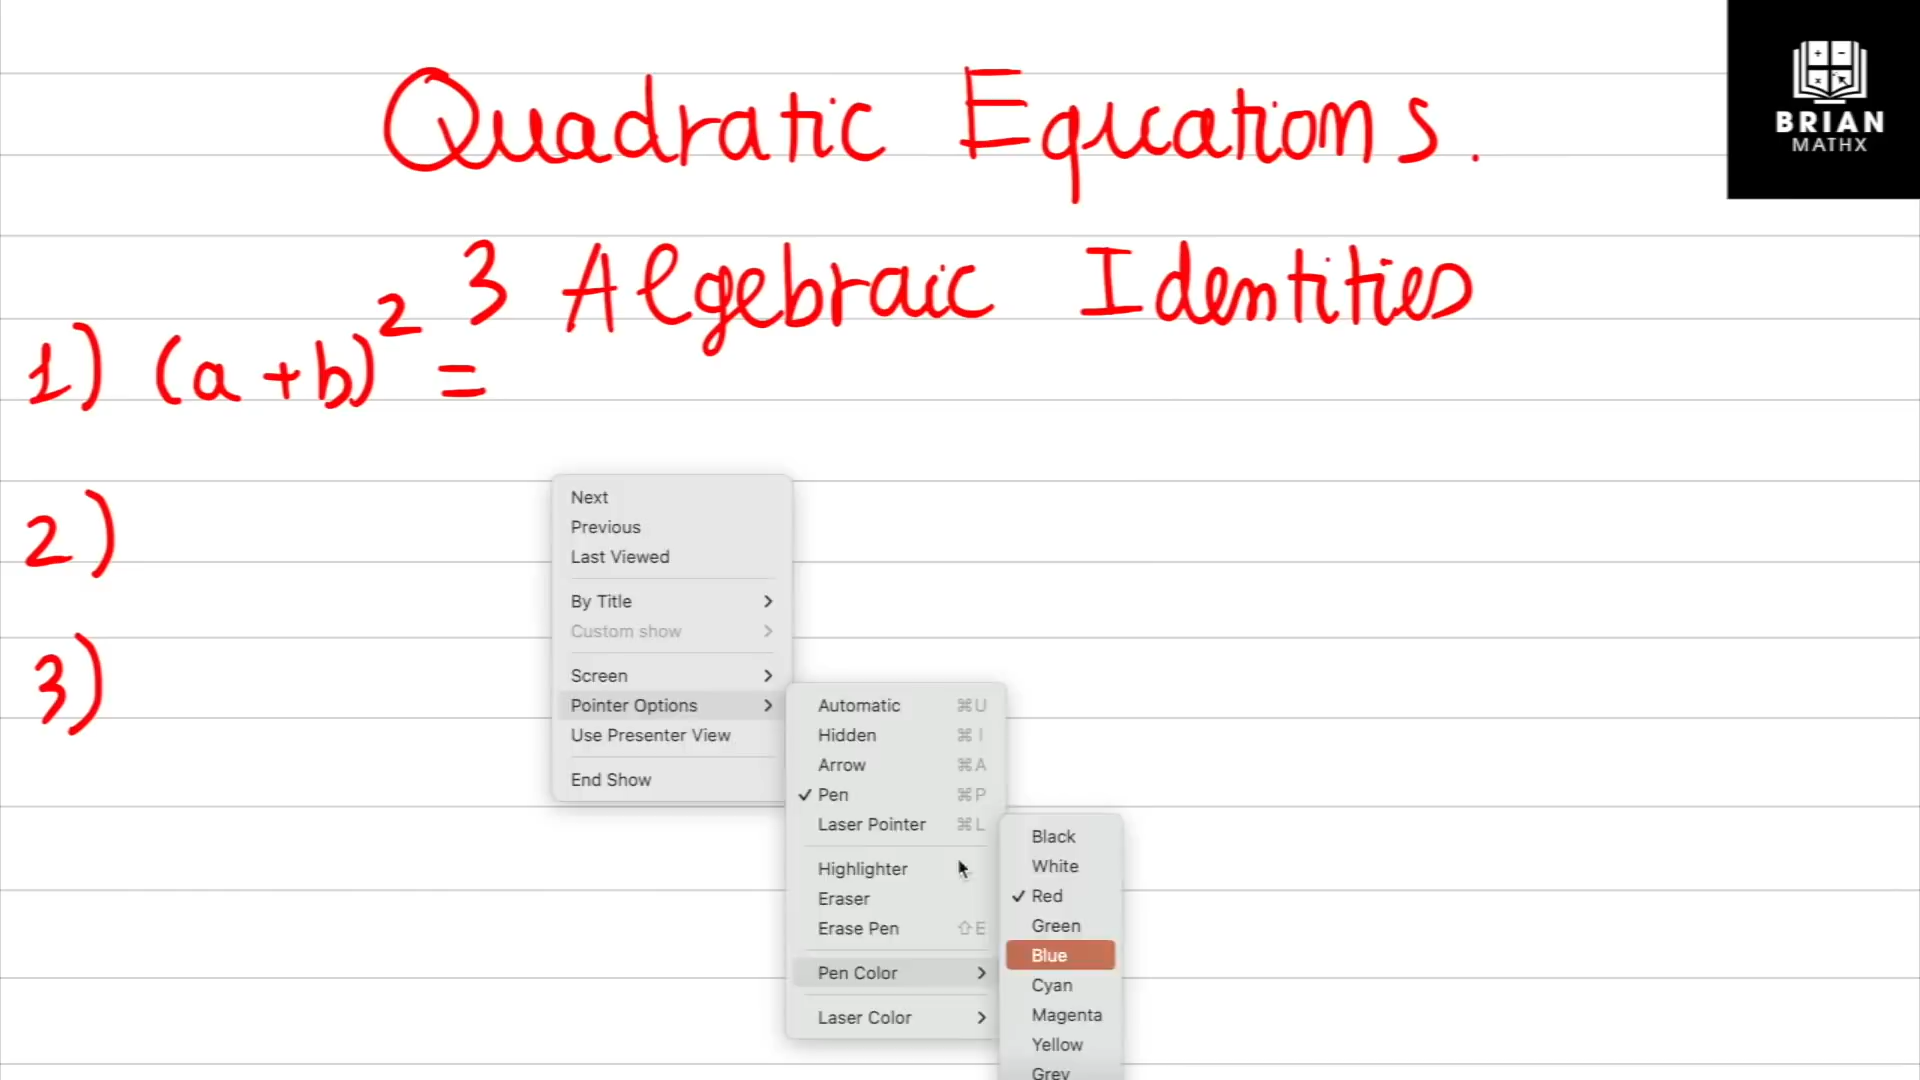 Quadratic Equations.
BRIAN
MATHX
3 Algebraic Identities
1) (a+b)² =
2)
3)
Next
Previous
Last Viewed
By Title
Custom show
Screen
Pointer Options
Use Presenter View
End Show
Automatic ⌘U
Hidden ⌘I
Arrow ⌘A
✓ Pen ⌘P
Laser Pointer ⌘L
Highlighter
Eraser
Erase Pen ⇧E
Pen Color
Laser Color
Black
White
✓ Red
Green
Blue
Cyan
Magenta
Yellow
Grey